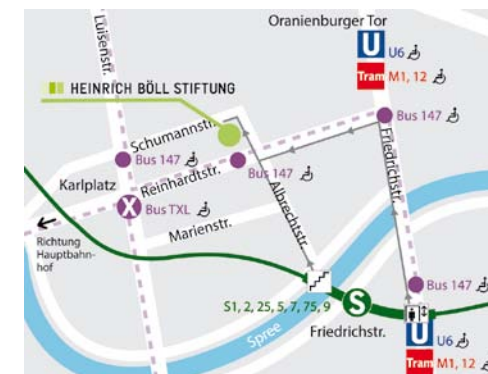 Oranienburger Tor
U
U6
Tram M1, 12
Luisenstr.
HEINRICH BÖLL STIFTUNG
Schumannstr.
Bus 147
Bus 147
Bus 147
Karlplatz
Reinhardtstr.
Friedrichstr.
Albrechtstr.
X
Bus TXL
Marienstr.
Richtung
Hauptbahn-
hof
Bus 147
S1, 2, 25, 5, 7, 75, 9
S
Friedrichstr.
Spree
U
U6
Tram M1, 12